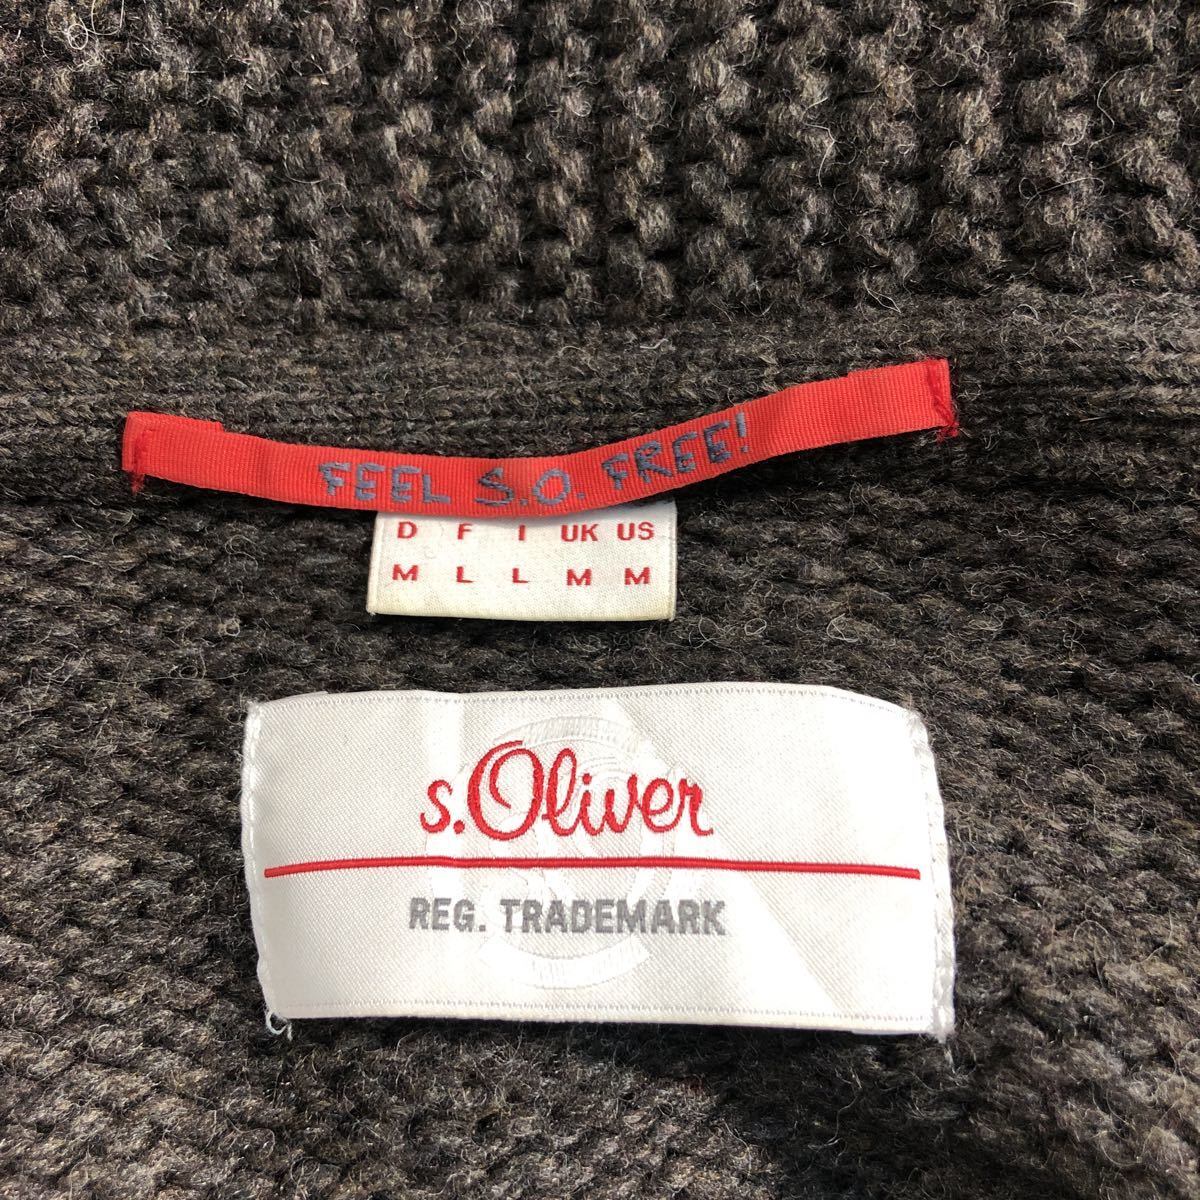 FEEL S.O. FREE!
D F I UK US
M L L M M
s.Oliver
REG. TRADEMARK